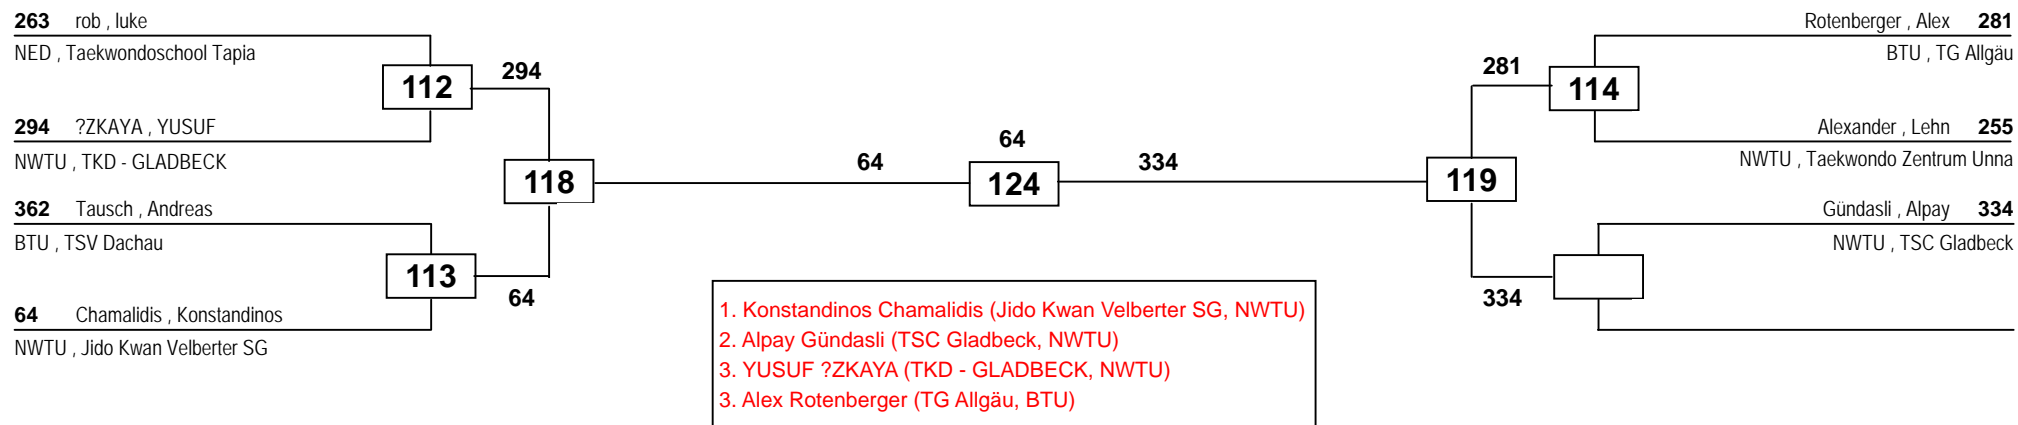 263 rob , luke
NED , Taekwondoschool Tapia
112
294
294 ?ZKAYA , YUSUF
NWTU , TKD - GLADBECK
118
362 Tausch , Andreas
BTU , TSV Dachau
113
64
64 Chamalidis , Konstandinos
NWTU , Jido Kwan Velberter SG
64
64
124
334
Rotenberger , Alex 281
BTU , TG Allgäu
281
114
Alexander , Lehn 255
NWTU , Taekwondo Zentrum Unna
119
Gündasli , Alpay 334
NWTU , TSC Gladbeck
334
1. Konstandinos Chamalidis (Jido Kwan Velberter SG, NWTU)
2. Alpay Gündasli (TSC Gladbeck, NWTU)
3. YUSUF ?ZKAYA (TKD - GLADBECK, NWTU)
3. Alex Rotenberger (TG Allgäu, BTU)